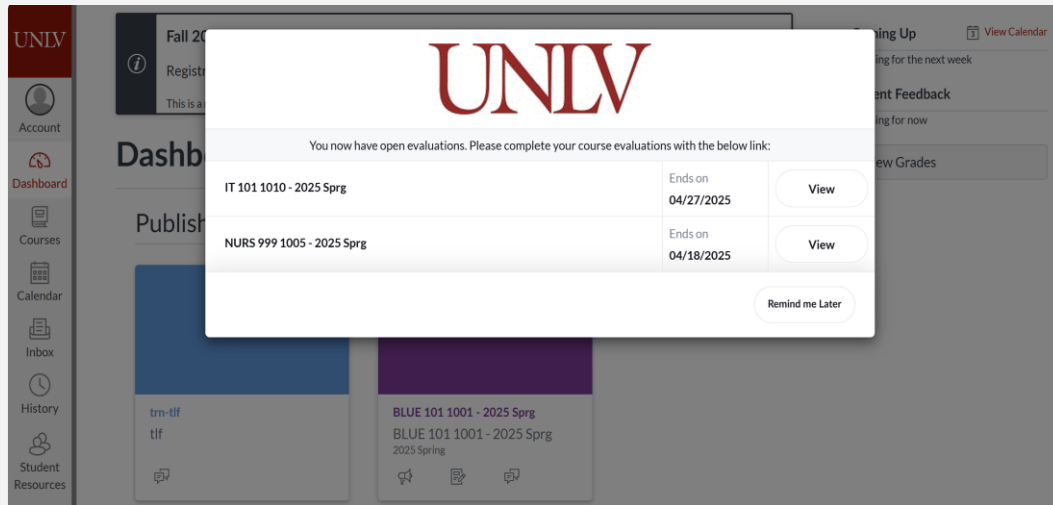 UNLV
Account
Dashboard
Courses
Calendar
Inbox
History
Student
Resources
Fall 20
Registr
This is a
Dashb
Publish
UNLV
You now have open evaluations. Please complete your course evaluations with the below link:
IT 101 1010 - 2025 Sprg
Ends on
04/27/2025
View
NURS 999 1005 - 2025 Sprg
Ends on
04/18/2025
View
Remind me Later
trn-tlf
tlf
BLUE 101 1001 - 2025 Sprg
BLUE 101 1001 - 2025 Sprg
2025 Spring
ing Up
View Calendar
ing for the next week
ent Feedback
ing for now
ew Grades